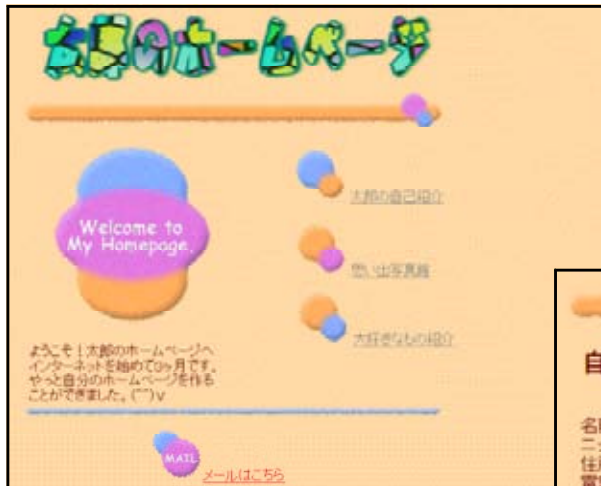 太郎のホームページ
Welcome to
My Homepage.
太郎の自己紹介
思い出写真館
大好きなもの紹介
ようこそ!太郎のホームページへ
インターネットを始めて○ヶ月です。
やっと自分のホームページを作る
ことができました。(^^)v
MAIL
メールはこちら
自